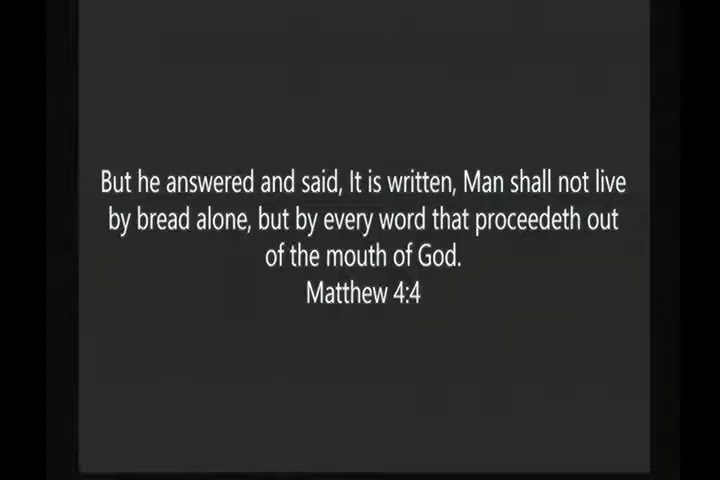 But he answered and said, It is written, Man shall not live
by bread alone, but by every word that proceedeth out
of the mouth of God.
Matthew 4:4